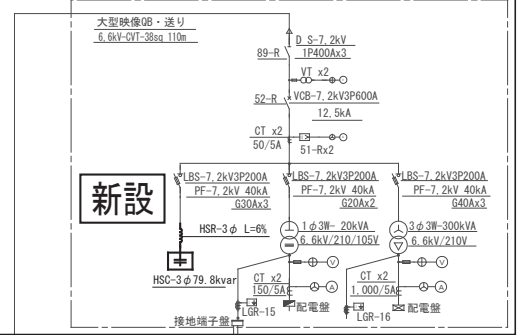 大型映像QB・送り
6.6kV-CVT-38sq 110m
D S-7.2kV
89-R
1P400Ax3
VT x2
52-R
VCB-7.2kV3P600A
12.5kA
CT x2
50/5A
51-Rx2
LBS-7.2kV3P200A
PF-7.2kV 40kA
G30Ax3
LBS-7.2kV3P200A
PF-7.2kV 40kA
G20Ax2
LBS-7.2kV3P200A
PF-7.2kV 40kA
G40Ax3
新設
HSR-3φ L=6%
HSC-3φ79.8kvar
1φ3W- 20kVA
6.6kV/210/105V
3φ3W-300kVA
6.6kV/210V
V
V
CT x2
150/5A
A
CT x2
1,000/5A
A
LGR-15
配電盤
LGR-16
配電盤
接地端子盤